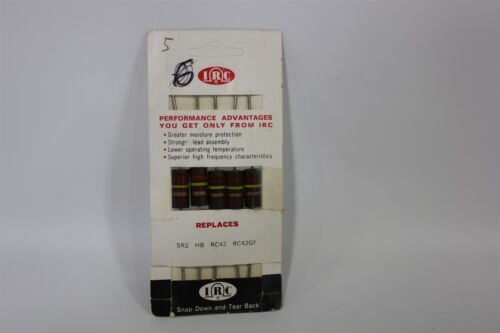 5
6
IRC
PERFORMANCE ADVANTAGES
YOU GET ONLY FROM IRC
• Greater moisture protection
• Stronger lead assembly
• Lower operating temperature
• Superior high frequency characteristics
REPLACES
SR2 HB RC42 RC42GF
IRC
Snap Down and Tear Back